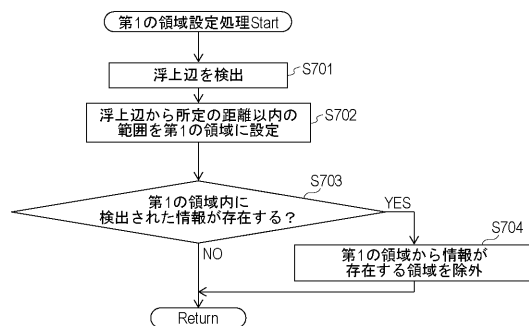 第1の領域設定処理Start
浮上辺を検出
S701
浮上辺から所定の距離以内の
範囲を第1の領域に設定
S702
第1の領域内に
検出された情報が存在する？
S703
YES
NO
第1の領域から情報が
存在する領域を除外
S704
Return